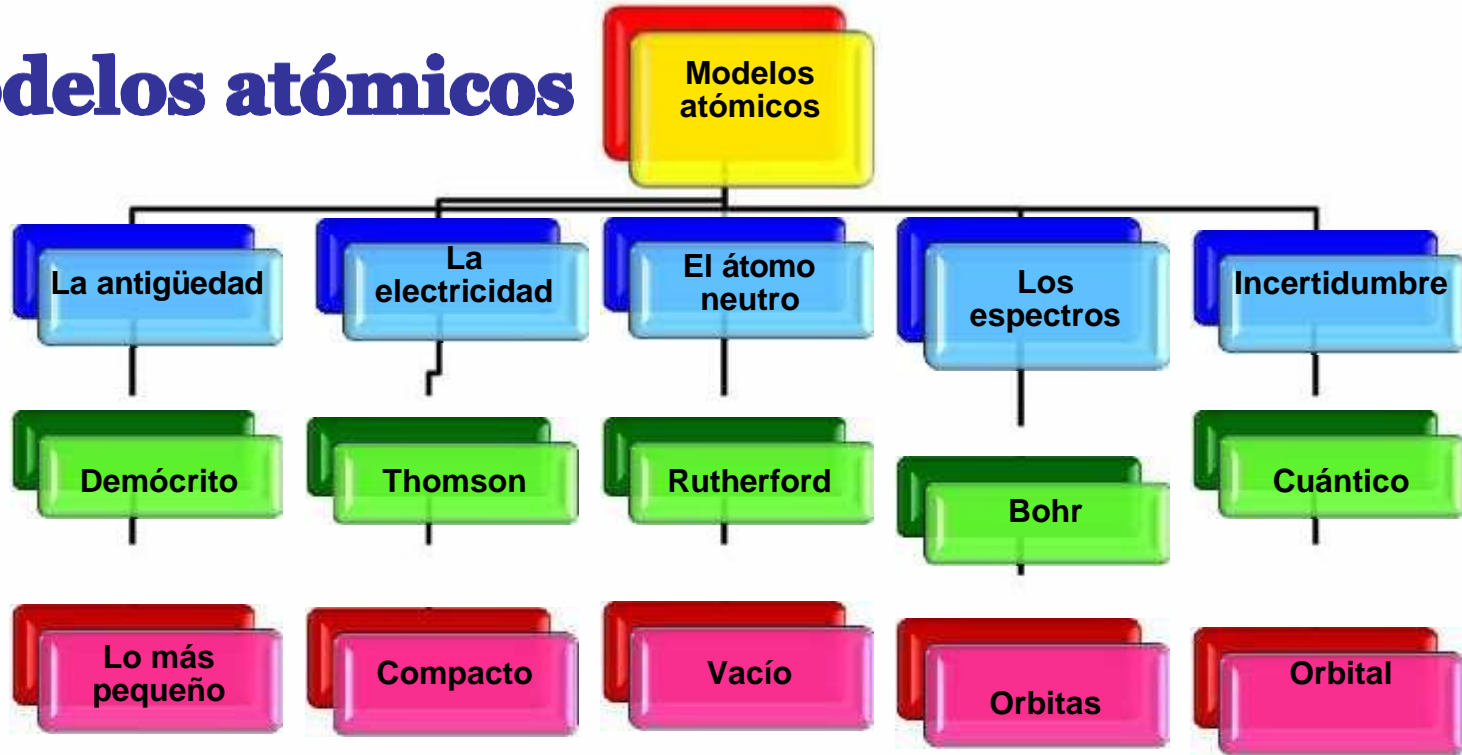 odelos atómicos
Modelos
atómicos
La antigüedad
La
electricidad
El átomo
neutro
Los
espectros
Incertidumbre
Demócrito
Thomson
Rutherford
Bohr
Cuántico
Lo más
pequeño
Compacto
Vacío
Orbitas
Orbital